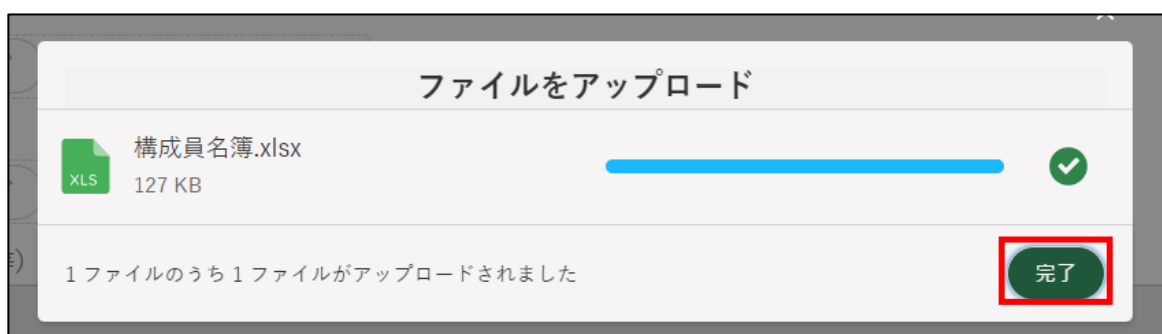 ファイルをアップロード
構成員名簿.xlsx
XLS
127 KB
1 ファイルのうち 1 ファイルがアップロードされました
完了